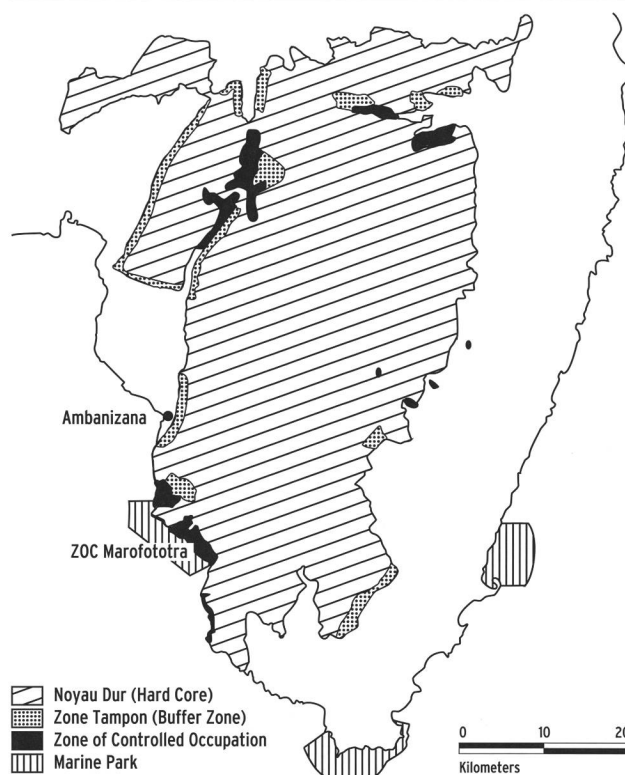 Ambanizana
ZOC Marofototra
Noyau Dur (Hard Core)
Zone Tampon (Buffer Zone)
Zone of Controlled Occupation
Marine Park
0 10 20
Kilometers